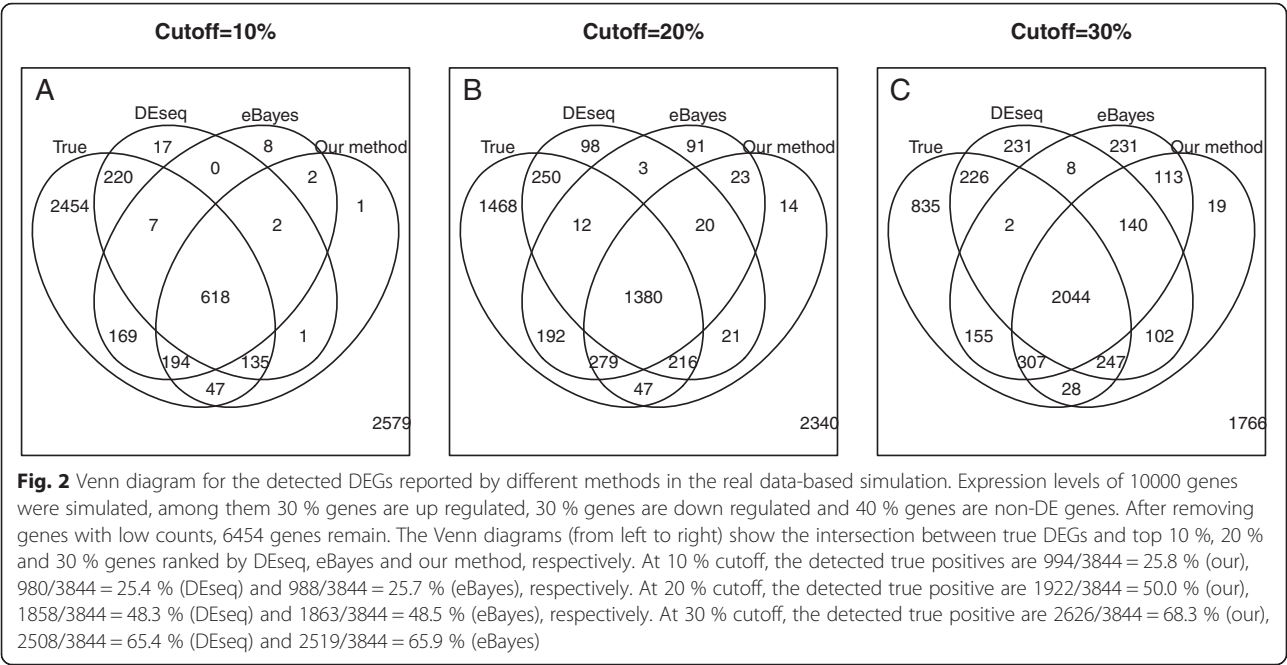 Cutoff=10%
Cutoff=20%
Cutoff=30%
A
DEseq
eBayes
True
Our method
17
8
0
220
2
2454
1
7
2
618
169
1
194
135
47
2579
B
DEseq
eBayes
True
Our method
98
91
3
250
23
1468
14
12
20
1380
192
21
279
216
47
2340
C
DEseq
eBayes
True
Our method
231
231
8
226
113
835
19
2
140
2044
155
102
307
247
28
1766
Fig. 2 Venn diagram for the detected DEGs reported by different methods in the real data-based simulation. Expression levels of 10000 genes
were simulated, among them 30 % genes are up regulated, 30 % genes are down regulated and 40 % genes are non-DE genes. After removing
genes with low counts, 6454 genes remain. The Venn diagrams (from left to right) show the intersection between true DEGs and top 10 %, 20 %
and 30 % genes ranked by DEseq, eBayes and our method, respectively. At 10 % cutoff, the detected true positives are 994/3844 = 25.8 % (our),
980/3844 = 25.4 % (DEseq) and 988/3844 = 25.7 % (eBayes), respectively. At 20 % cutoff, the detected true positive are 1922/3844 = 50.0 % (our),
1858/3844 = 48.3 % (DEseq) and 1863/3844 = 48.5 % (eBayes), respectively. At 30 % cutoff, the detected true positive are 2626/3844 = 68.3 % (our),
2508/3844 = 65.4 % (DEseq) and 2519/3844 = 65.9 % (eBayes)